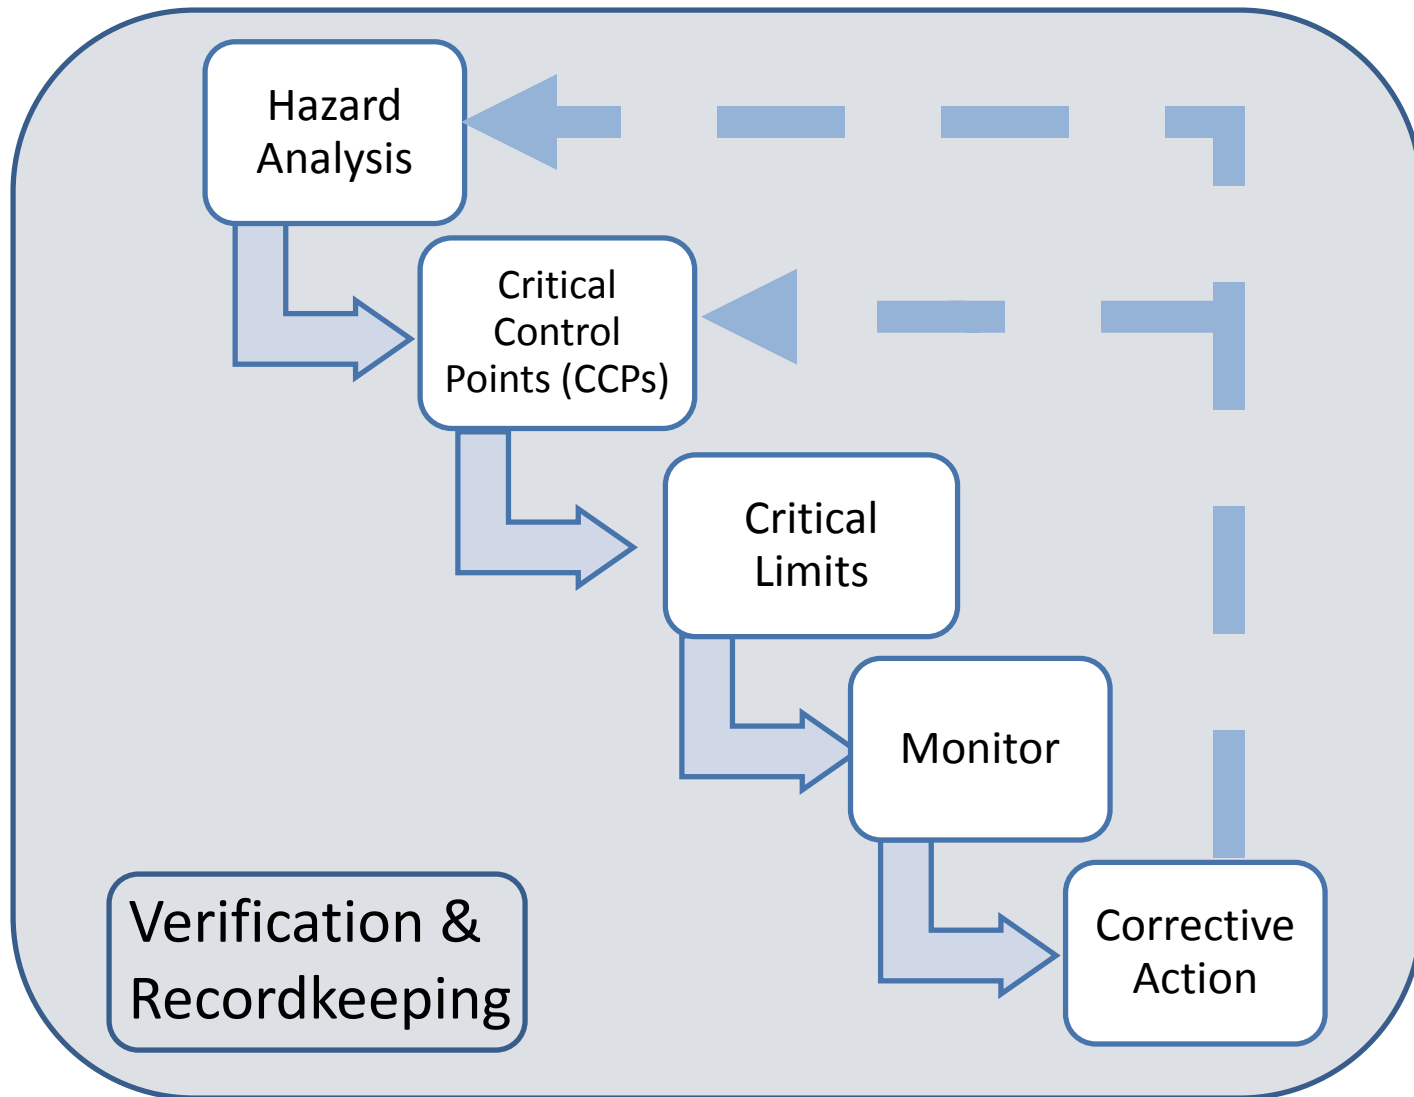 Hazard
Analysis
Critical
Control
Points (CCPs)
Critical
Limits
Monitor
Corrective
Action
Verification &
Recordkeeping